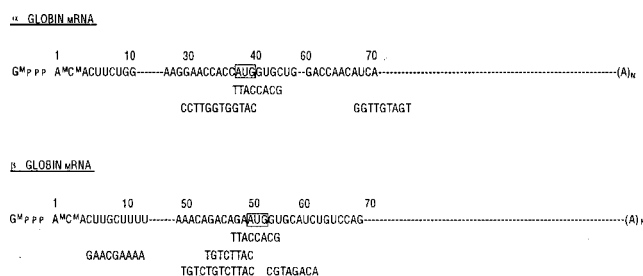 α GLOBIN MRNA
1 10 30 40 60 70
GᴹPPP AᴹCᴹACUUCUGG------AAGGAACCACCAUGGUGCUG--GACCAACAUCA------(A)ₙ
TTACCACG
CCTTGGTGGTAC GGTTGTAGT
β GLOBIN MRNA
1 10 50 50 60 70
GᴹPPP AᴹCᴹACUUGCUUUU------AAACAGACAGAAUGGUGCAUCUGUCCAG------(A)
TTACCACG
GAACGAAAA TGTCTTAC
TGTCTGTCTTAC CGTAGACA